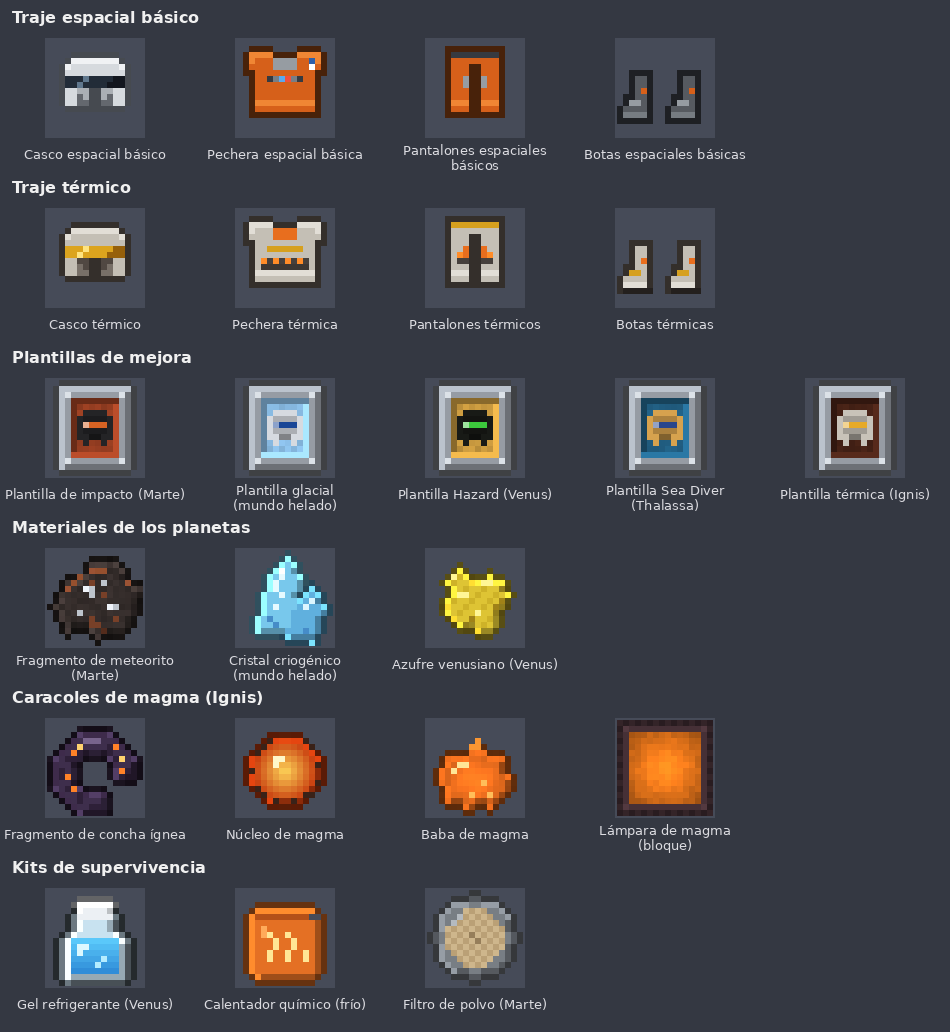 Traje espacial básico
Casco espacial básico
Pechera espacial básica
Pantalones espaciales
básicos
Botas espaciales básicas
Traje térmico
Casco térmico
Pechera térmica
Pantalones térmicos
Botas térmicas
Plantillas de mejora
Plantilla de impacto (Marte)
Plantilla glacial
(mundo helado)
Plantilla Hazard (Venus)
Plantilla Sea Diver
(Thalassa)
Plantilla térmica (Ignis)
Materiales de los planetas
Fragmento de meteorito
(Marte)
Cristal criogénico
(mundo helado)
Azufre venusiano (Venus)
Caracoles de magma (Ignis)
Fragmento de concha ígnea
Núcleo de magma
Baba de magma
Lámpara de magma
(bloque)
Kits de supervivencia
Gel refrigerante (Venus)
Calentador químico (frío)
Filtro de polvo (Marte)